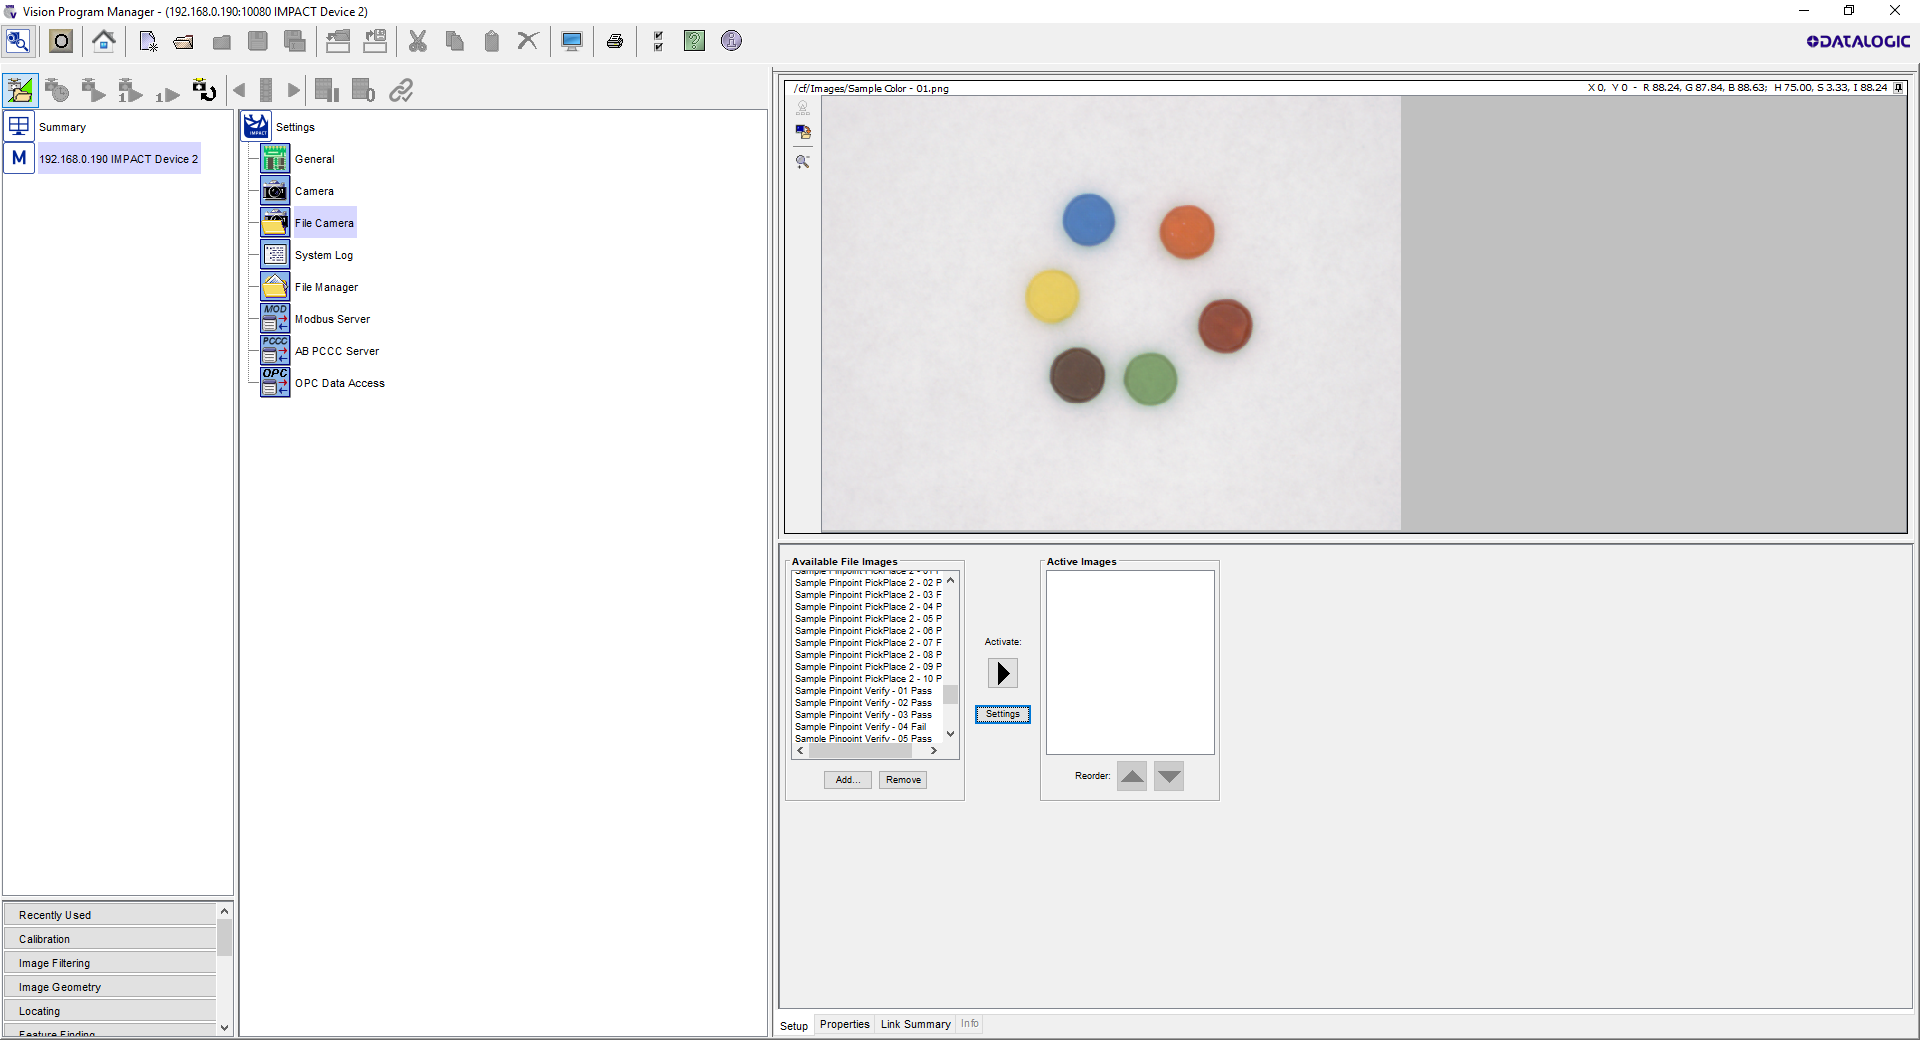 Vision Program Manager - (192.168.0.190:10080 IMPACT Device 2)
O
?
i
DATALOGIC
1
1
Summary
M
192.168.0.190 IMPACT Device 2
IMPACT
Settings
General
Camera
File Camera
System Log
File Manager
MOD
Modbus Server
PCCC
AB PCCC Server
OPC
OPC Data Access
Recently Used
Calibration
Image Filtering
Image Geometry
Locating
Feature Finding
/cf/Images/Sample Color - 01.png
X 0, Y 0 - R 88.24, G 87.84, B 88.63; H 75.00, S 3.33, I 88.24
Available File Images
Sample Pinpoint PickPlace 2 - 01 F
Sample Pinpoint PickPlace 2 - 02 P
Sample Pinpoint PickPlace 2 - 03 F
Sample Pinpoint PickPlace 2 - 04 P
Sample Pinpoint PickPlace 2 - 05 P
Sample Pinpoint PickPlace 2 - 06 P
Sample Pinpoint PickPlace 2 - 07 F
Sample Pinpoint PickPlace 2 - 08 P
Sample Pinpoint PickPlace 2 - 09 P
Sample Pinpoint PickPlace 2 - 10 P
Sample Pinpoint Verify - 01 Pass
Sample Pinpoint Verify - 02 Pass
Sample Pinpoint Verify - 03 Pass
Sample Pinpoint Verify - 04 Fail
Sample Pinpoint Verify - 05 Pass
Add...
Remove
Activate:
Settings
Active Images
Reorder:
Setup
Properties
Link Summary
Info